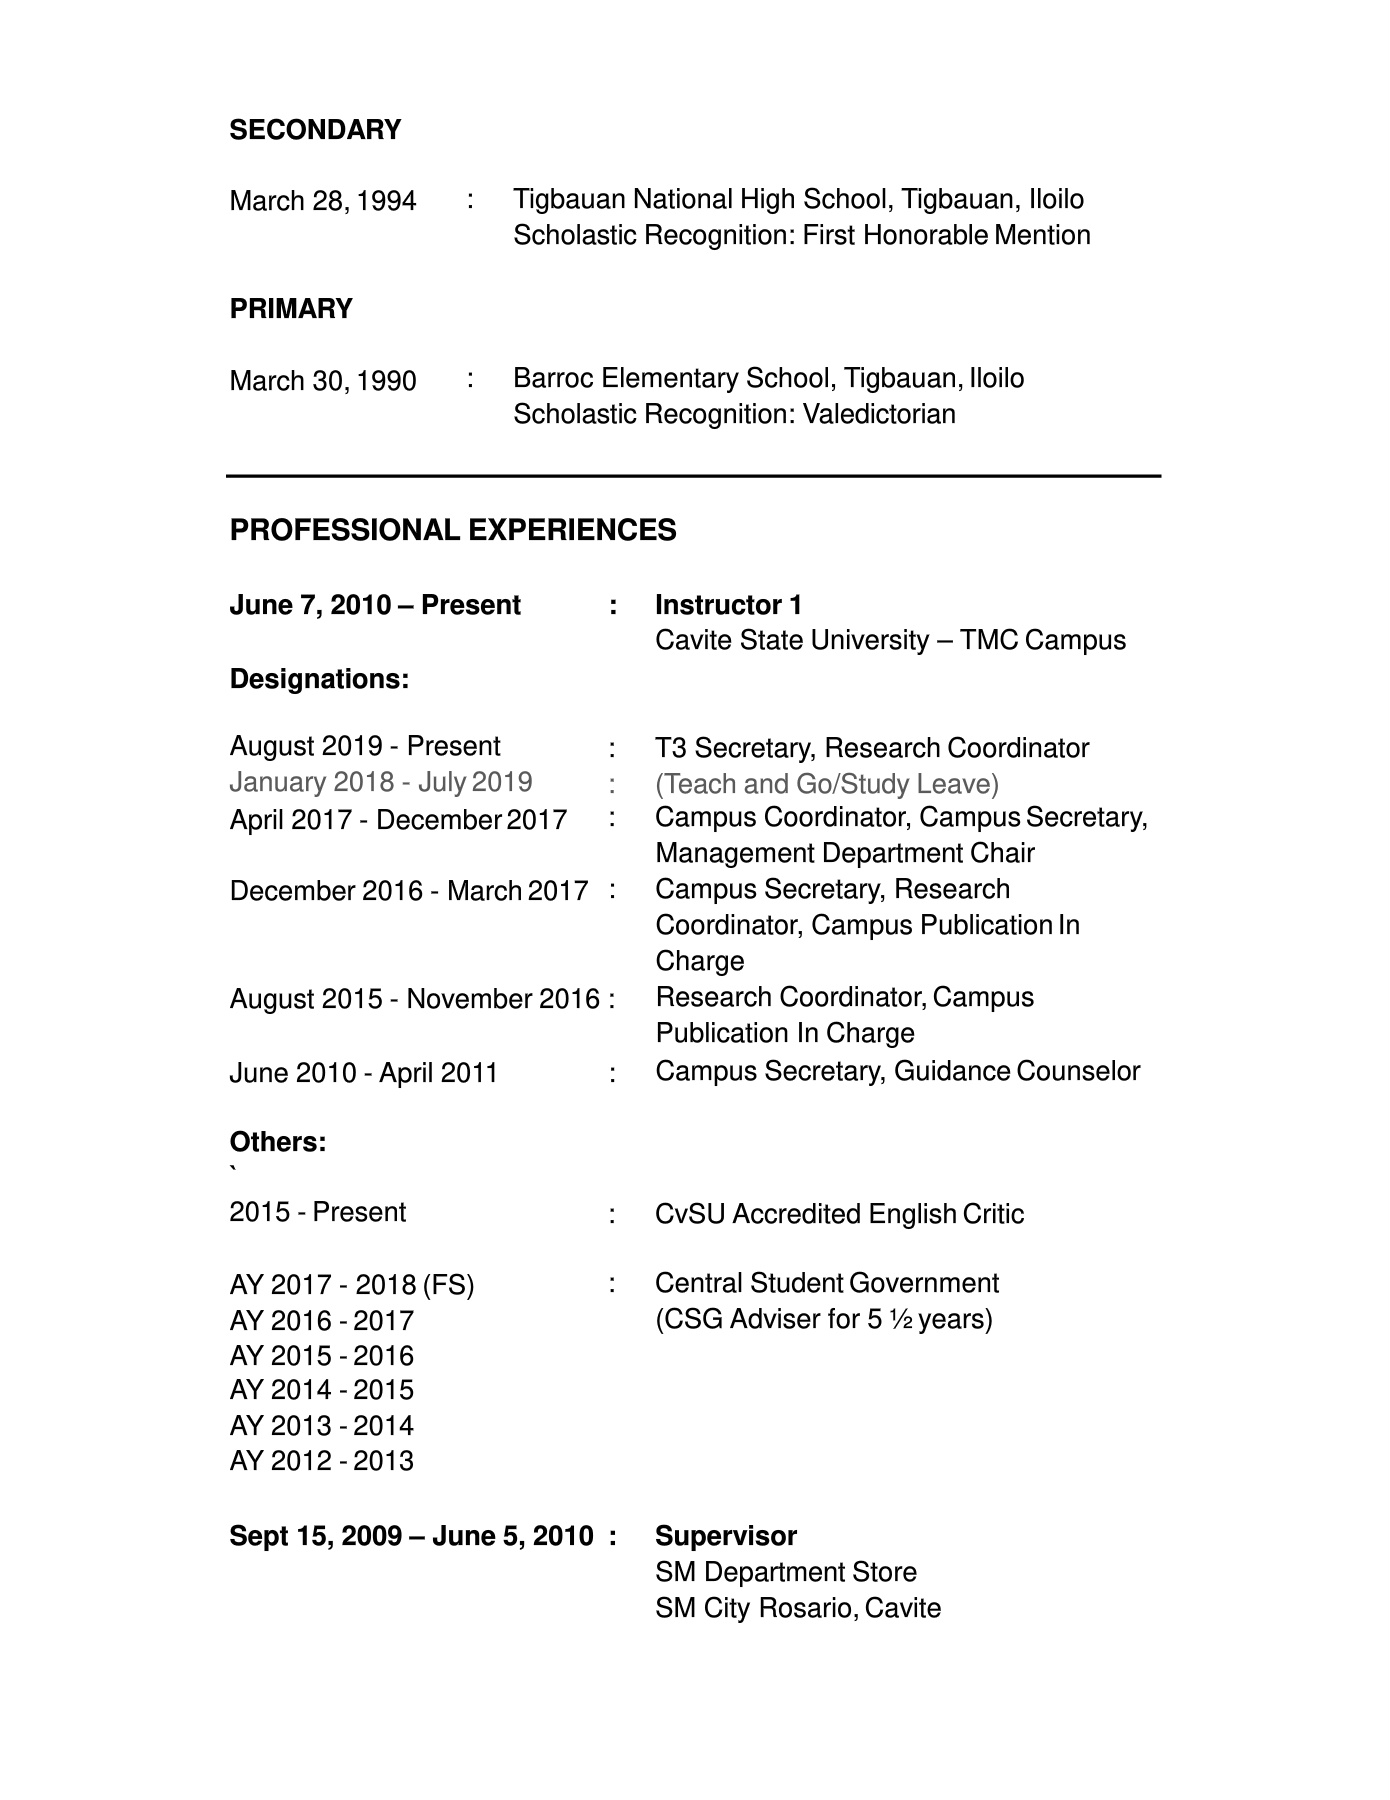 SECONDARY
March 28, 1994 : Tigbauan National High School, Tigbauan, Iloilo
Scholastic Recognition: First Honorable Mention
PRIMARY
March 30, 1990 : Barroc Elementary School, Tigbauan, Iloilo
Scholastic Recognition: Valedictorian
PROFESSIONAL EXPERIENCES
June 7, 2010 – Present : Instructor 1
Cavite State University – TMC Campus
Designations:
August 2019 - Present : T3 Secretary, Research Coordinator
January 2018 - July 2019 : (Teach and Go/Study Leave)
April 2017 - December 2017 : Campus Coordinator, Campus Secretary,
Management Department Chair
December 2016 - March 2017 : Campus Secretary, Research
Coordinator, Campus Publication In
Charge
August 2015 - November 2016 : Research Coordinator, Campus
Publication In Charge
June 2010 - April 2011 : Campus Secretary, Guidance Counselor
Others:
`
2015 - Present : CvSU Accredited English Critic
AY 2017 - 2018 (FS) : Central Student Government
AY 2016 - 2017 (CSG Adviser for 5 ½ years)
AY 2015 - 2016
AY 2014 - 2015
AY 2013 - 2014
AY 2012 - 2013
Sept 15, 2009 – June 5, 2010 : Supervisor
SM Department Store
SM City Rosario, Cavite